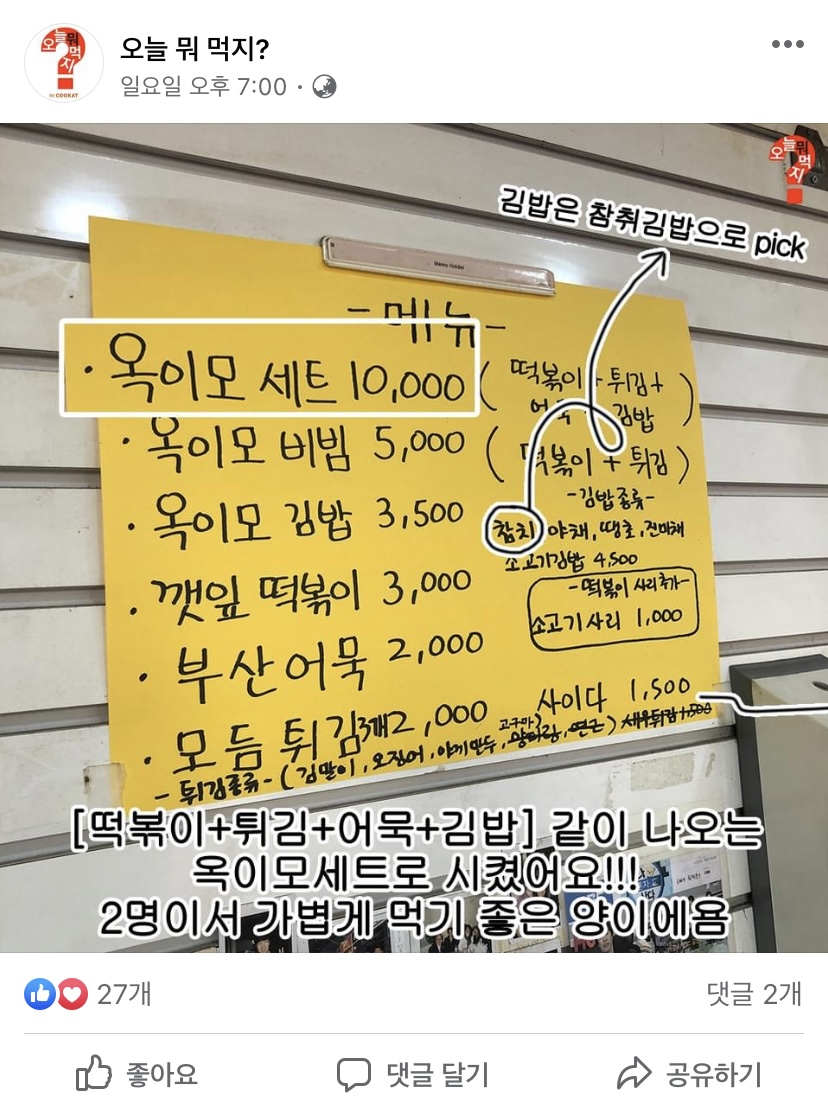 오늘 뭐 먹지?
일요일 오후 7:00
오늘 뭐 먹지
by COOKAT
오늘 뭐 먹지
김밥은 참취김밥으로 pick
Memo Holder
-메뉴-
· 옥이모 세트 10,000 (떡볶이+튀김+어묵+김밥)
· 옥이모 비빔 5,000 (떡볶이+튀김)
· 옥이모 김밥 3,500
-김밥종류-
참치, 야채, 땡초, 진미채
소고기김밥 4,500
· 깻잎 떡볶이 3,000
-떡볶이 사리추가-
소고기사리 1,000
· 부산어묵 2,000
사이다 1,500
· 모듬 튀김 3개 2,000
- 튀김종류 - (김말이, 오징어, 야끼만두, 고구마, 연근) 새우튀김 1,500
[떡볶이+튀김+어묵+김밥] 같이 나오는
옥이모세트로 시켰어요!!!
2명이서 가볍게 먹기 좋은 양이에욤
27개
댓글 2개
좋아요
댓글 달기
공유하기